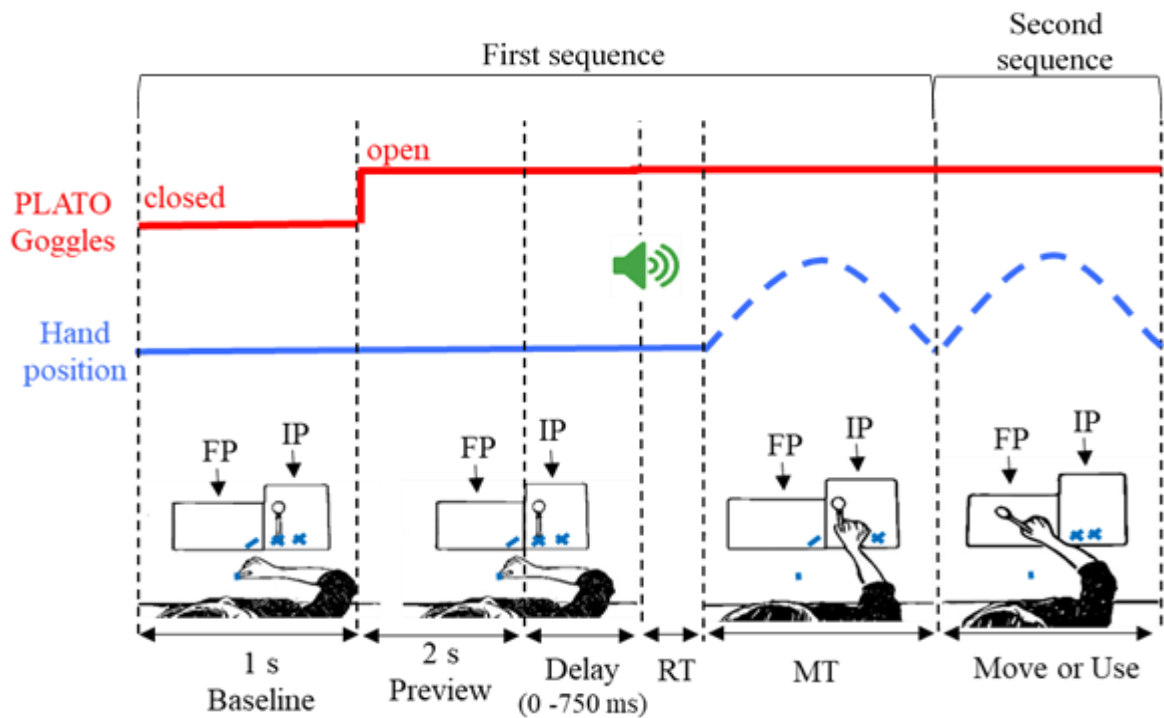 First sequence
Second
sequence
open
closed
PLATO
Goggles
Hand
position
FP
IP
FP
IP
FP
IP
FP
IP
1 s
Baseline
2 s
Preview
Delay
(0 -750 ms)
RT
MT
Move or Use